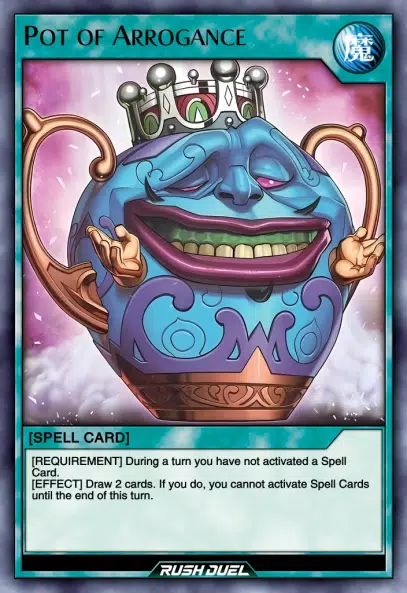 Pot of Arrogance
魔
[SPELL CARD]
[REQUIREMENT] During a turn you have not activated a Spell
Card.
[EFFECT] Draw 2 cards. If you do, you cannot activate Spell Cards
until the end of this turn.
RUSH DUEL